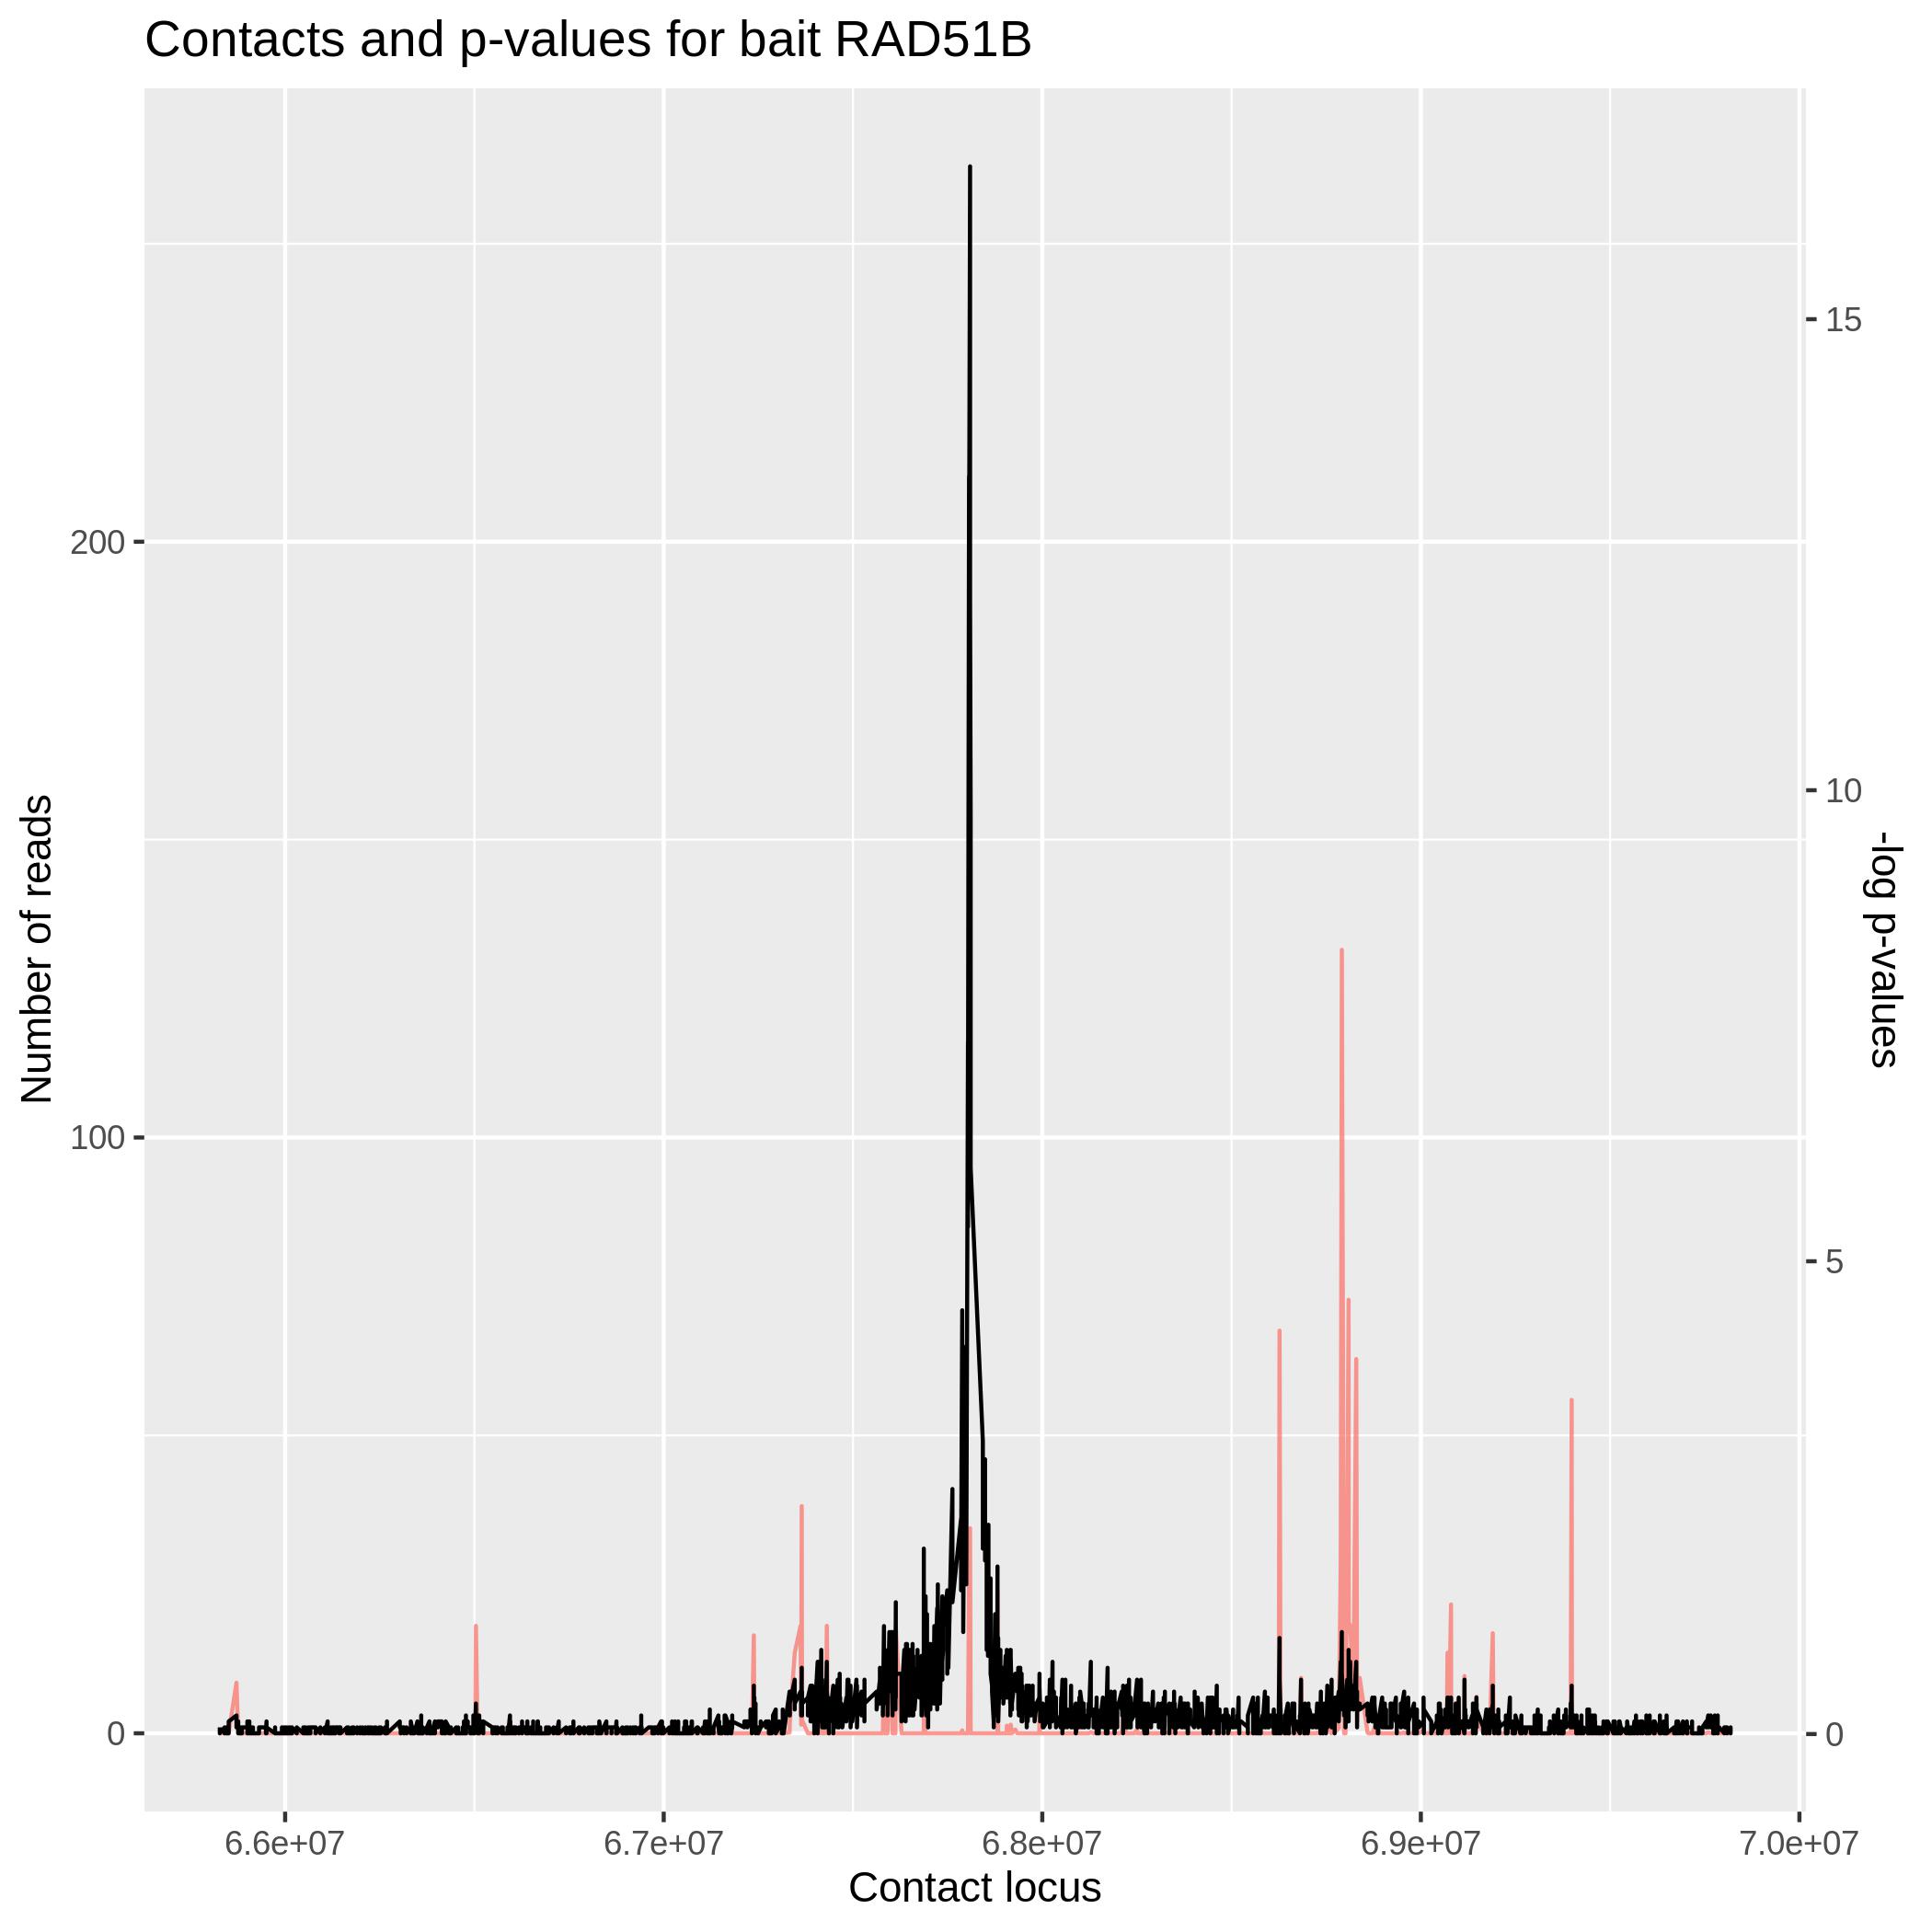 Contacts and p-values for bait RAD51B
Number of reads
200
100
0
15
10
5
0
-log p-values
6.6e+07
6.7e+07
6.8e+07
6.9e+07
7.0e+07
Contact locus